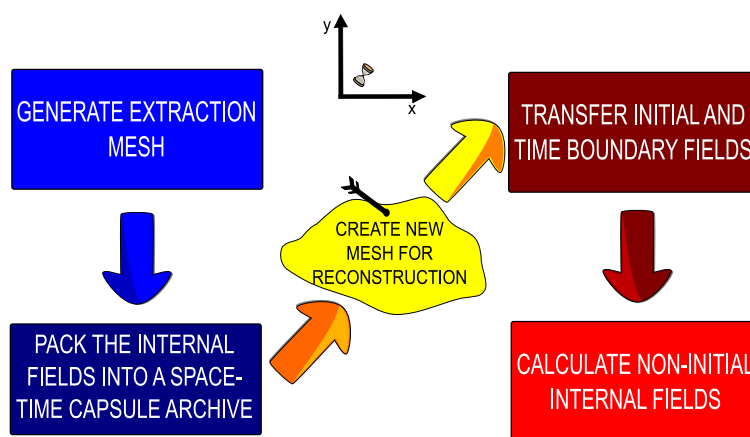 y
x
GENERATE EXTRACTION
MESH
PACK THE INTERNAL
FIELDS INTO A SPACE-
TIME CAPSULE ARCHIVE
CREATE NEW
MESH FOR
RECONSTRUCTION
TRANSFER INITIAL AND
TIME BOUNDARY FIELDS
CALCULATE NON-INITIAL
INTERNAL FIELDS